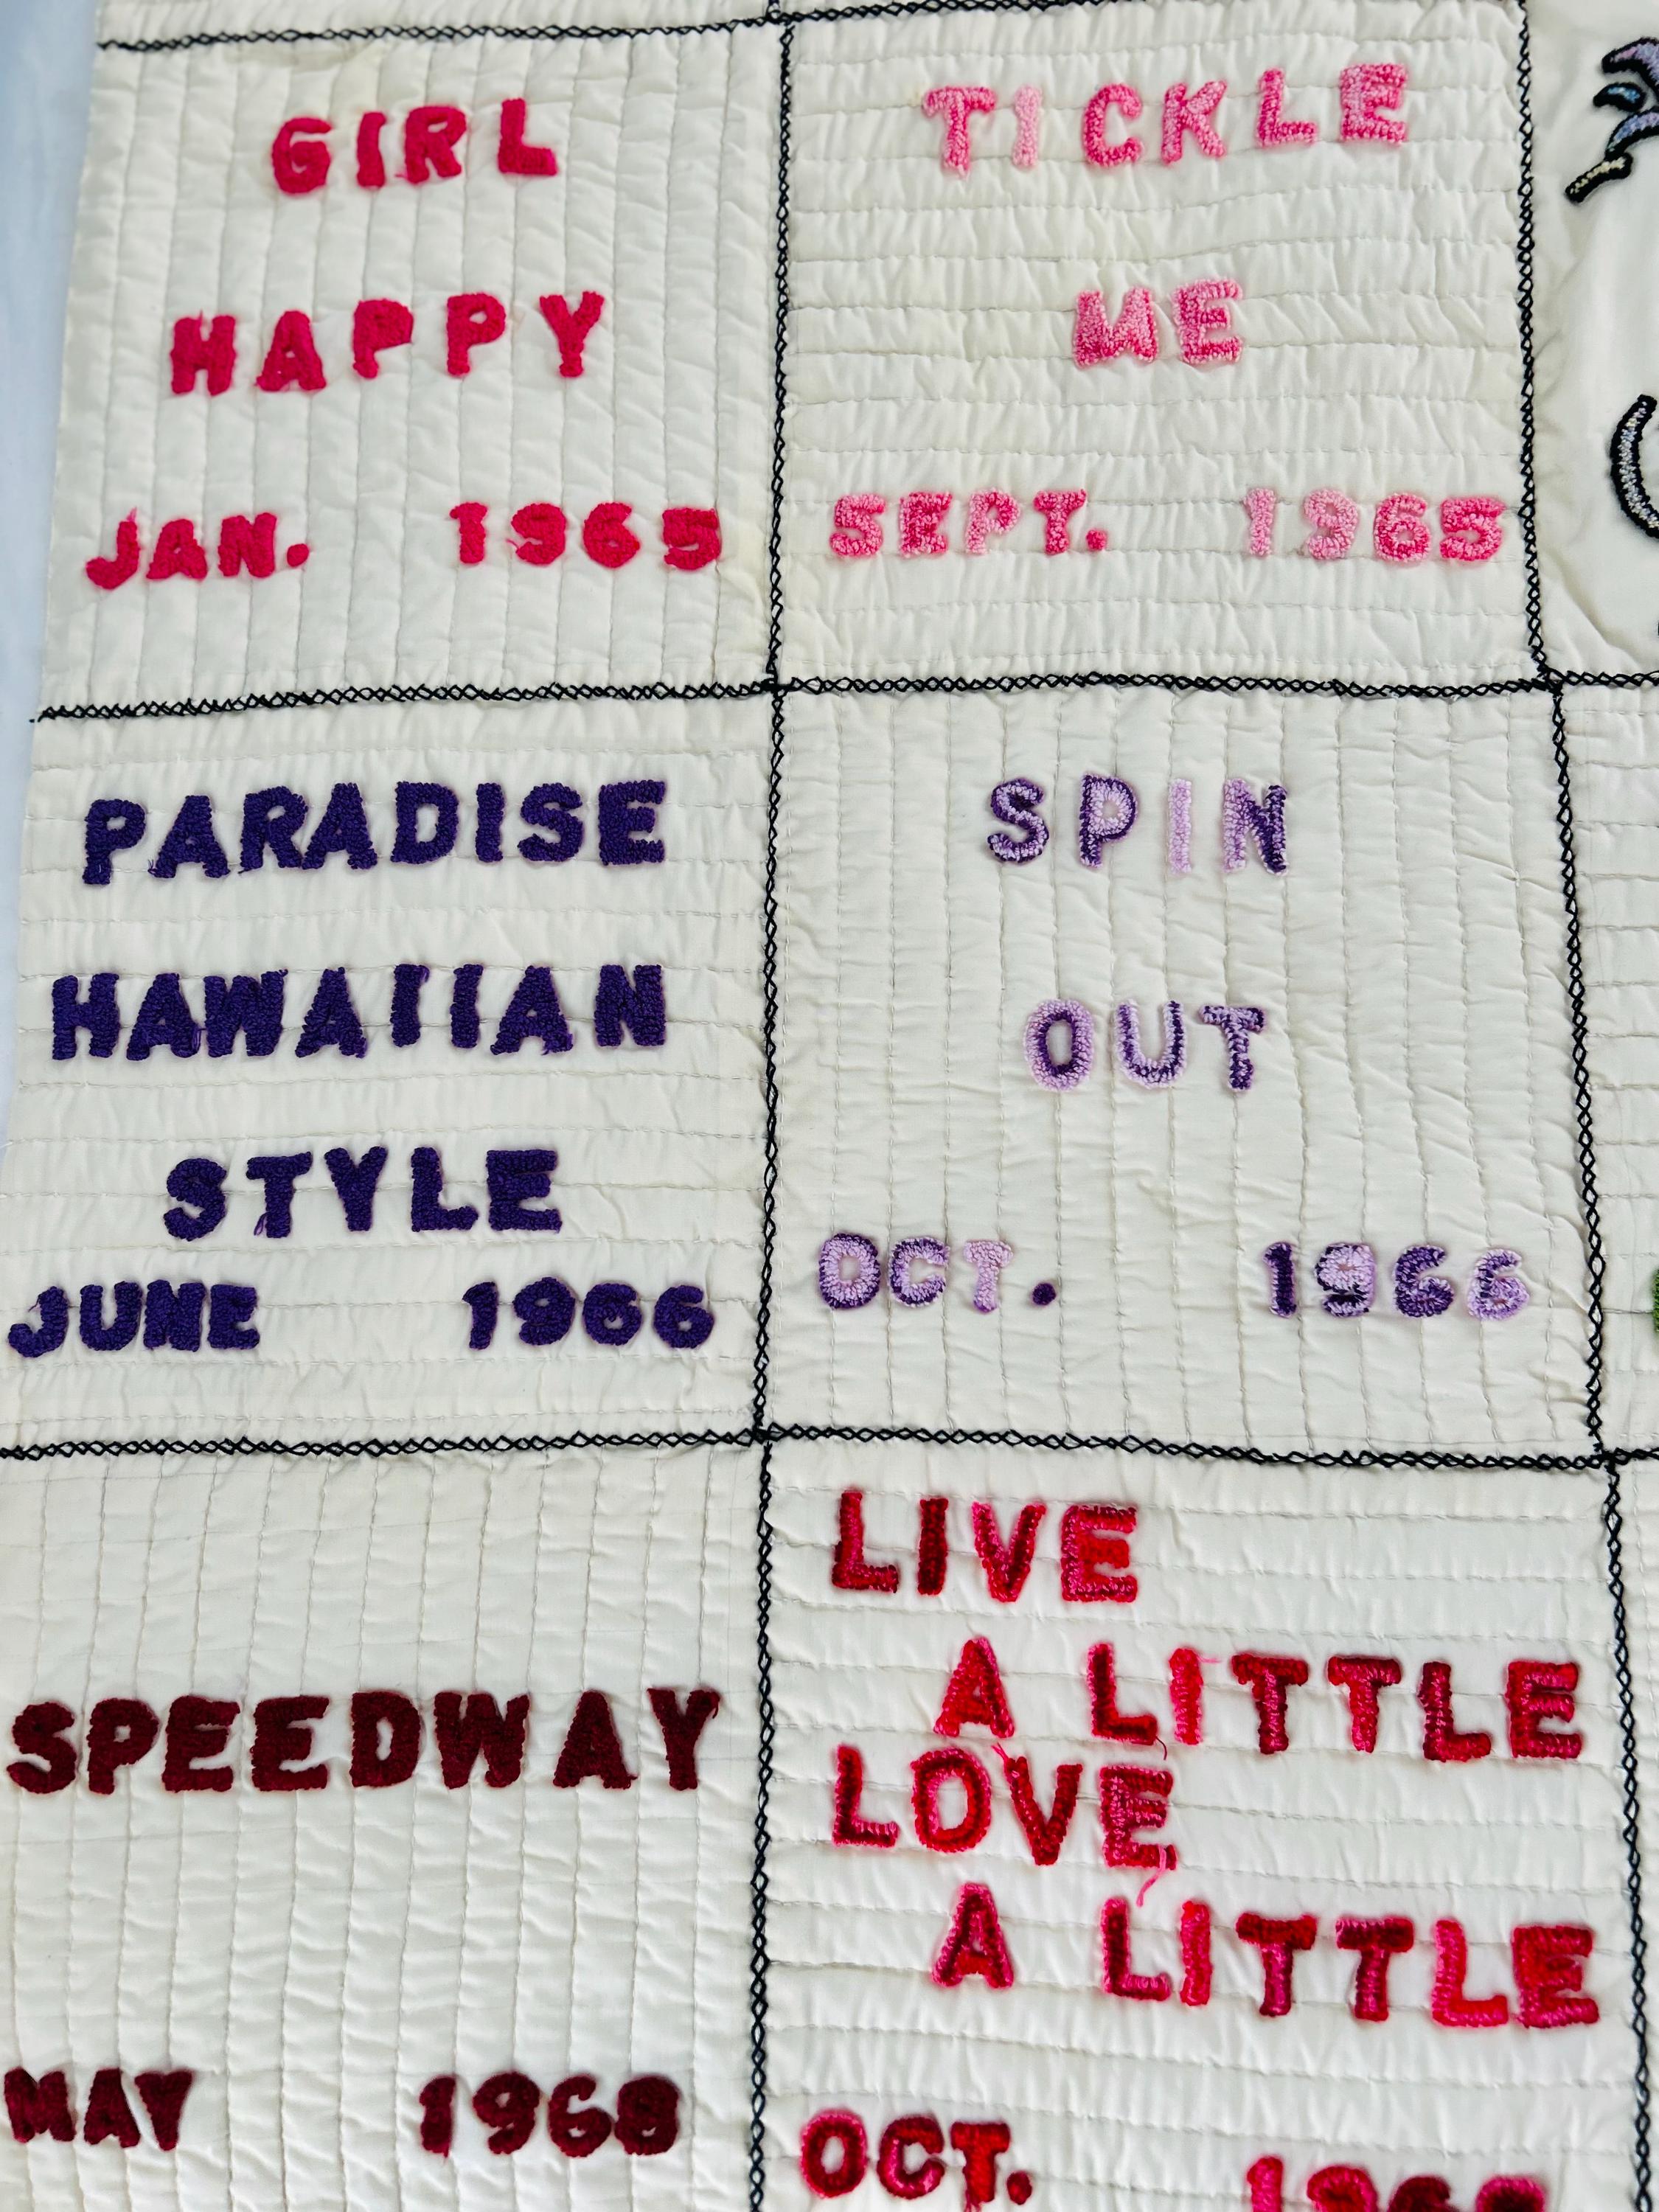 GIRL
HAPPY
JAN. 1965
TICKLE
ME
SEPT. 1965
PARADISE
HAWAIIAN
STYLE
JUNE 1966
SPIN
OUT
OCT. 1966
SPEEDWAY
MAY 1968
LIVE
A LITTLE
LOVE
A LITTLE
OCT.